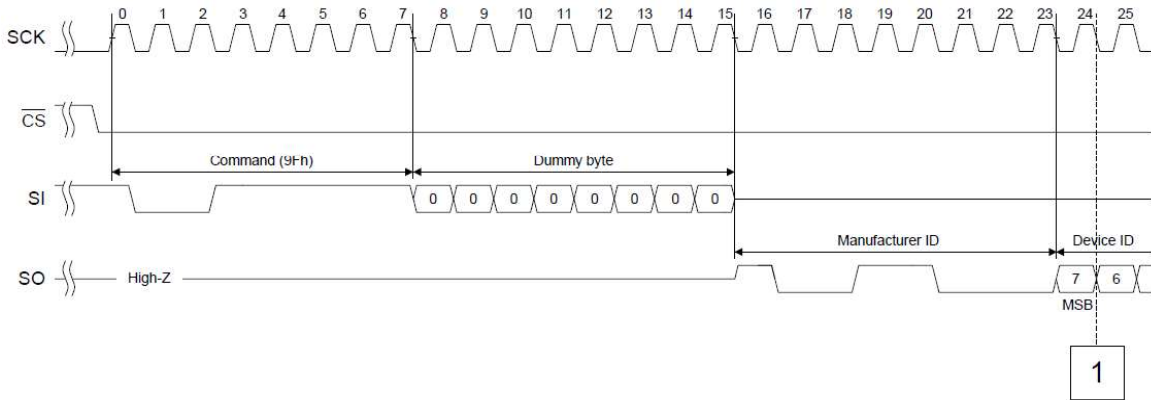 0 1 2 3 4 5 6 7 8 9 10 11 12 13 14 15 16 17 18 19 20 21 22 23 24 25
SCK
CS
Command (9Fh) Dummy byte
SI 0 0 0 0 0 0 0 0
Manufacturer ID Device ID
SO High-Z 7 6
MSB
1